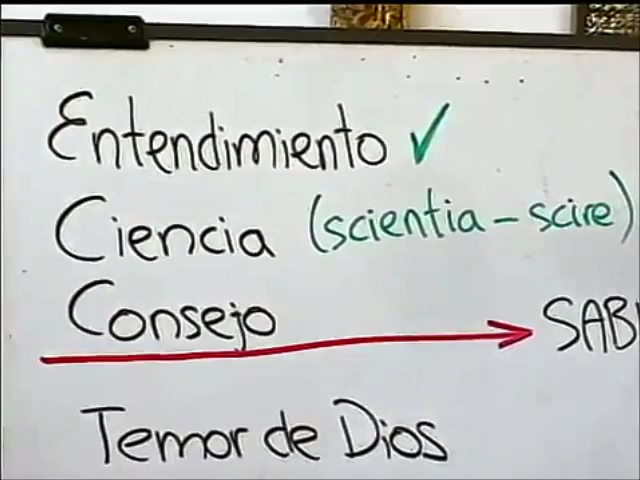 Entendimiento ✓
Ciencia (scientia - scire)
Consejo
SAB
Temor de Dios